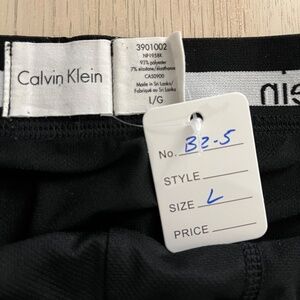 Calvin Klein
3901002
NP1958K
93% polyester
7% elastane/élasthanne
CA50900
Made in Sri Lanka/
Fabriqué au Sri Lanka
L/G
No. B2-5
STYLE
SIZE L
PRICE